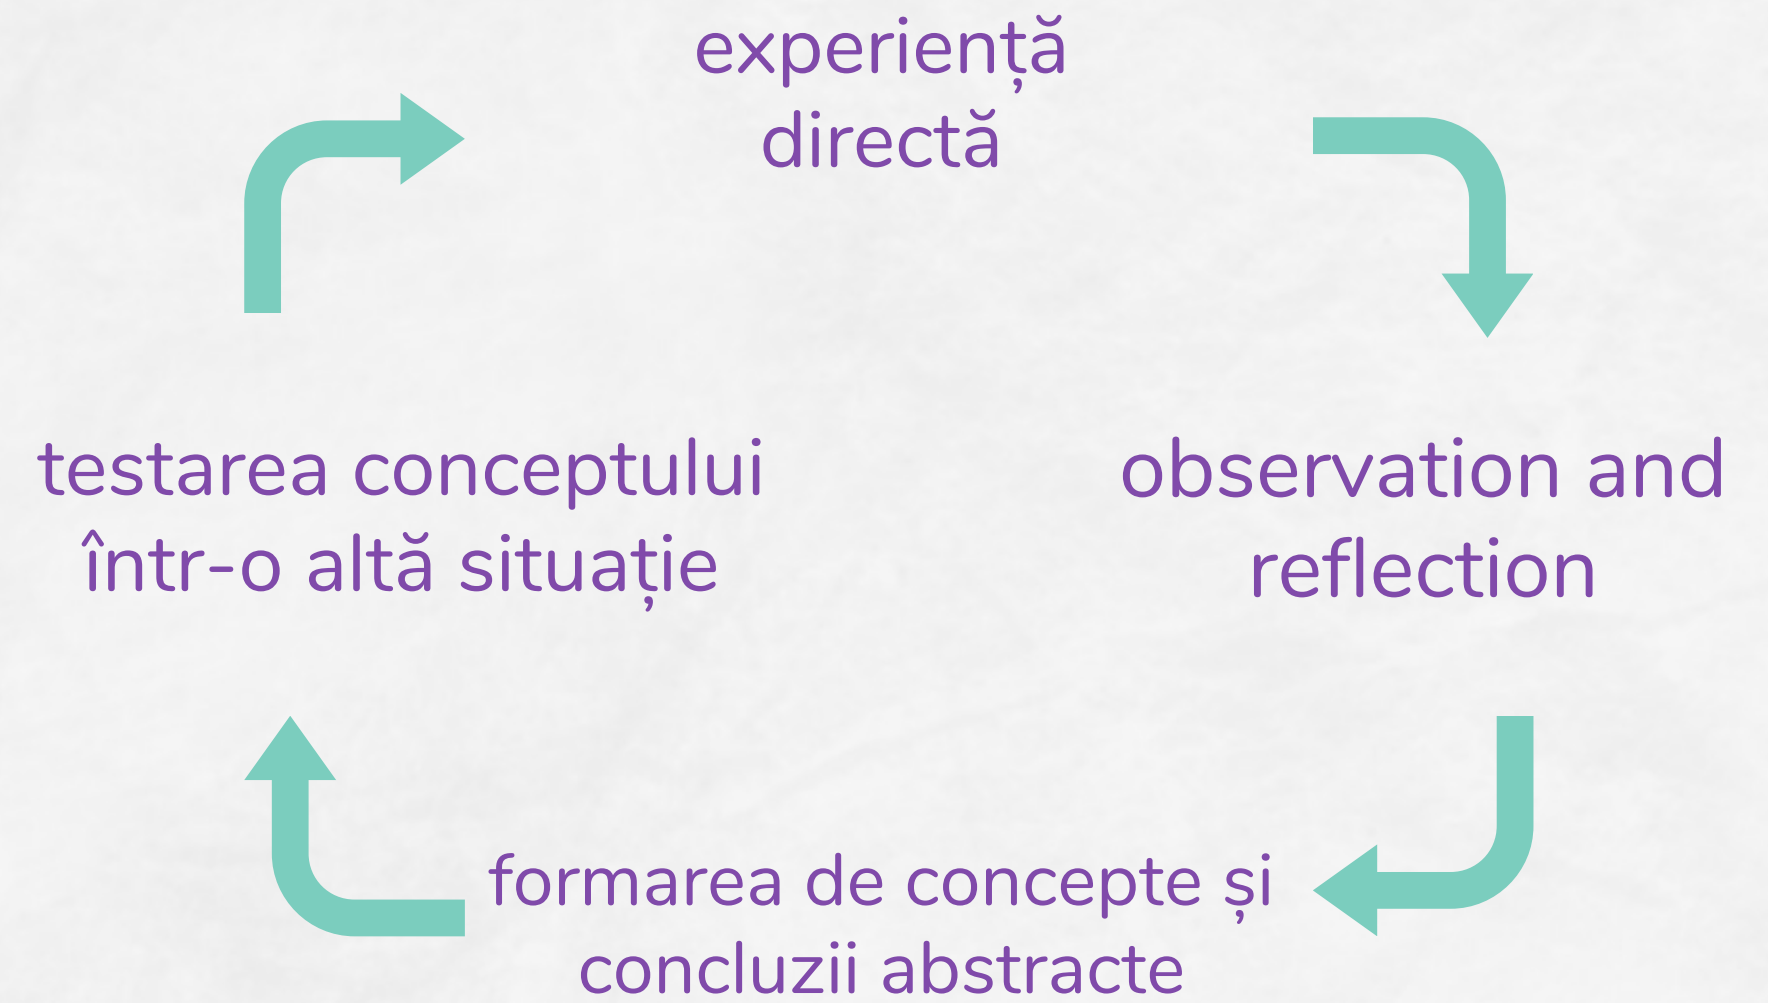 experiență
directă
testarea conceptului
într-o altă situație
observation and
reflection
formarea de concepte și
concluzii abstracte